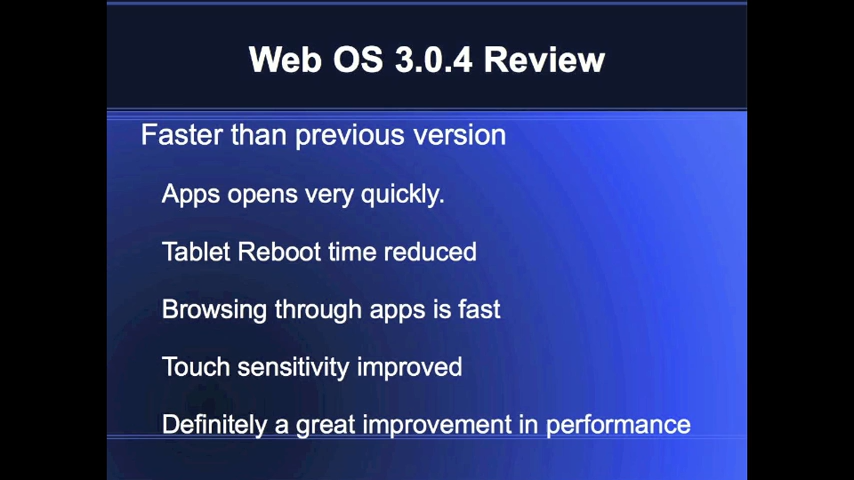 Web OS 3.0.4 Review
Faster than previous version
Apps opens very quickly.
Tablet Reboot time reduced
Browsing through apps is fast
Touch sensitivity improved
Definitely a great improvement in performance